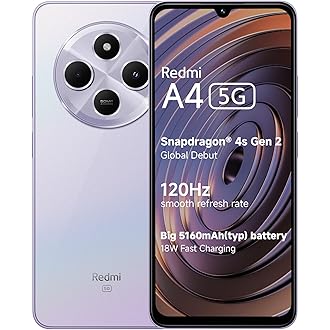 Redmi
A4 5G
Snapdragon® 4s Gen 2
Global Debut
120Hz
smooth refresh rate
Big 5160mAh(typ) battery
18W Fast Charging
Redmi
5G